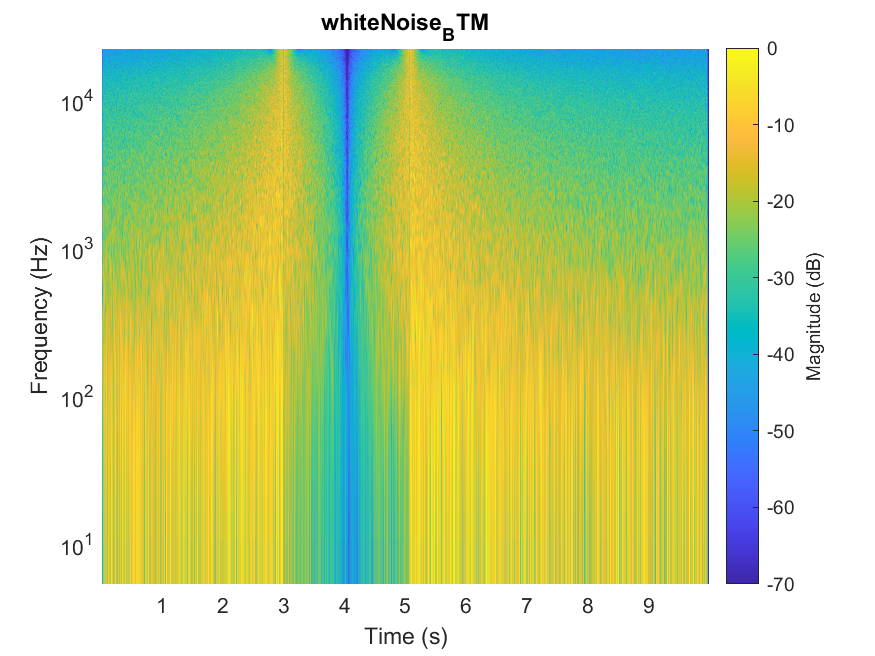 whiteNoise_BTM
0
-10
-20
-30
-40
-50
-60
-70
Magnitude (dB)
10^4
10^3
10^2
10^1
Frequency (Hz)
1 2 3 4 5 6 7 8 9
Time (s)